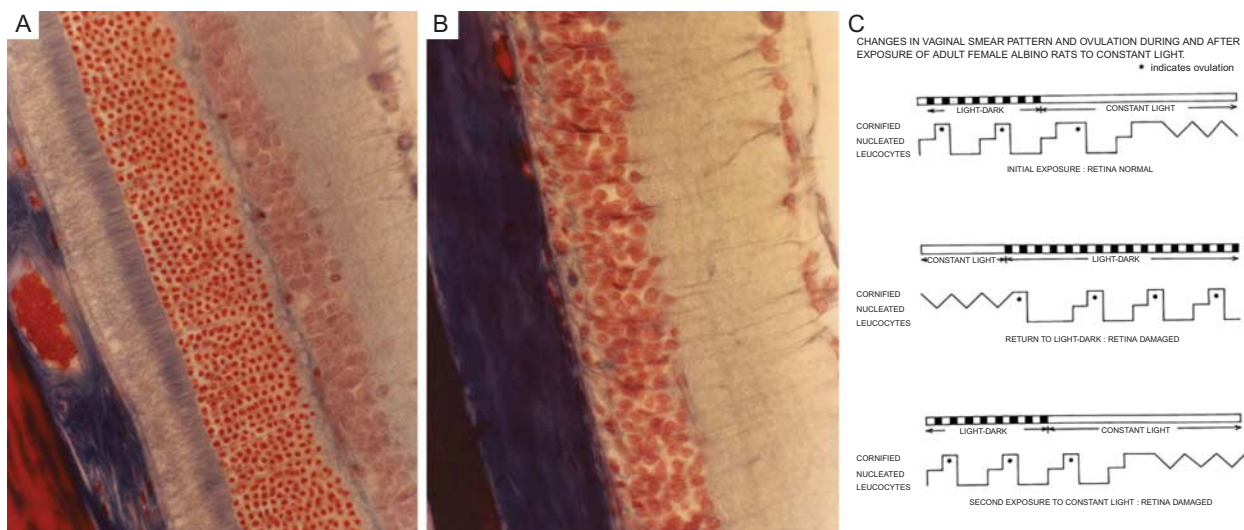 A
B
C
CHANGES IN VAGINAL SMEAR PATTERN AND OVULATION DURING AND AFTER
EXPOSURE OF ADULT FEMALE ALBINO RATS TO CONSTANT LIGHT.
* indicates ovulation
LIGHT-DARK
CONSTANT LIGHT
CORNIFIED
NUCLEATED
LEUCOCYTES
INITIAL EXPOSURE : RETINA NORMAL
CONSTANT LIGHT
LIGHT-DARK
CORNIFIED
NUCLEATED
LEUCOCYTES
RETURN TO LIGHT-DARK : RETINA DAMAGED
LIGHT-DARK
CONSTANT LIGHT
CORNIFIED
NUCLEATED
LEUCOCYTES
SECOND EXPOSURE TO CONSTANT LIGHT : RETINA DAMAGED